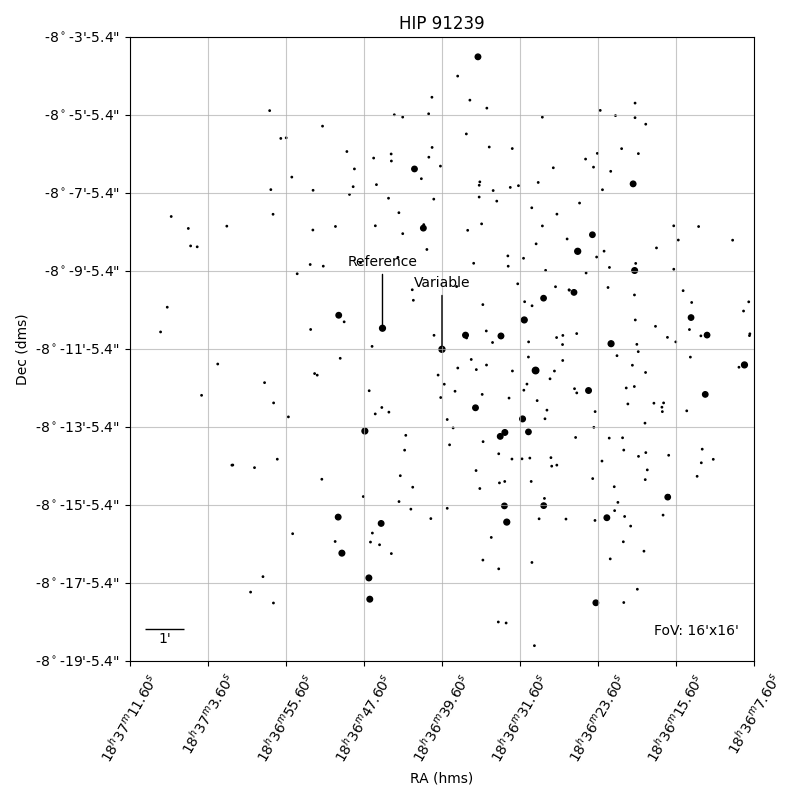 HIP 91239
-8°-3'-5.4"
-8°-5'-5.4"
-8°-7'-5.4"
-8°-9'-5.4"
-8°-11'-5.4"
-8°-13'-5.4"
-8°-15'-5.4"
-8°-17'-5.4"
-8°-19'-5.4"
Dec (dms)
Reference
Variable
1'
FoV: 16'x16'
18h37m11.60s
18h37m3.60s
18h36m55.60s
18h36m47.60s
18h36m39.60s
18h36m31.60s
18h36m23.60s
18h36m15.60s
18h36m7.60s
RA (hms)